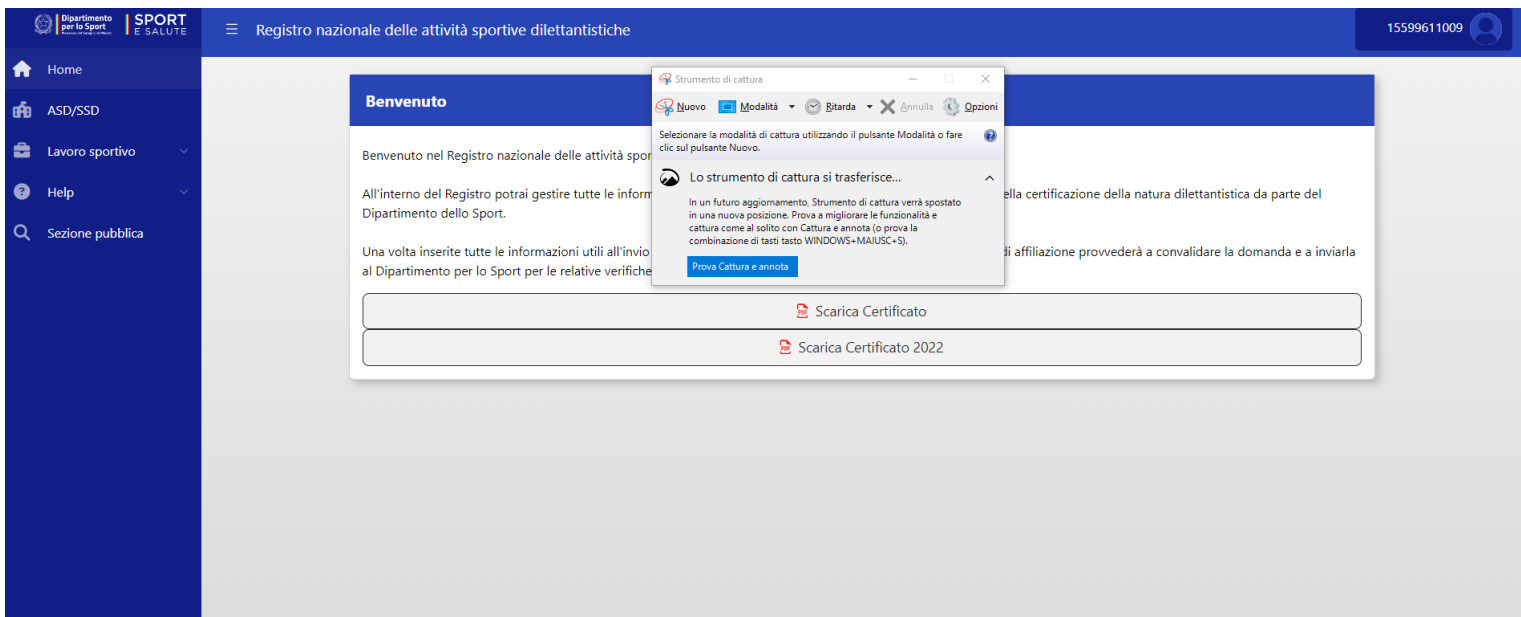 Dipartimento
per lo Sport
SPORT
E SALUTE
Registro nazionale delle attività sportive dilettantistiche
15599611009
Home
ASD/SSD
Lavoro sportivo
Help
Sezione pubblica
Benvenuto
Benvenuto nel Registro nazionale delle attività spor
All'interno del Registro potrai gestire tutte le inform
ella certificazione della natura dilettantistica da parte del
Dipartimento dello Sport.
Una volta inserite tutte le informazioni utili all'invio
di affiliazione provvederà a convalidare la domanda e a inviarla
al Dipartimento per lo Sport per le relative verifiche
Strumento di cattura
Nuovo Modalità Ritarda Annulla Opzioni
Selezionare la modalità di cattura utilizzando il pulsante Modalità o fare
clic sul pulsante Nuovo.
Lo strumento di cattura si trasferisce...
In un futuro aggiornamento, Strumento di cattura verrà spostato
in una nuova posizione. Prova a migliorare le funzionalità e
cattura come al solito con Cattura e annota (o prova la
combinazione di tasti tasto WINDOWS+MAIUSC+S).
Prova Cattura e annota
PDF Scarica Certificato
PDF Scarica Certificato 2022